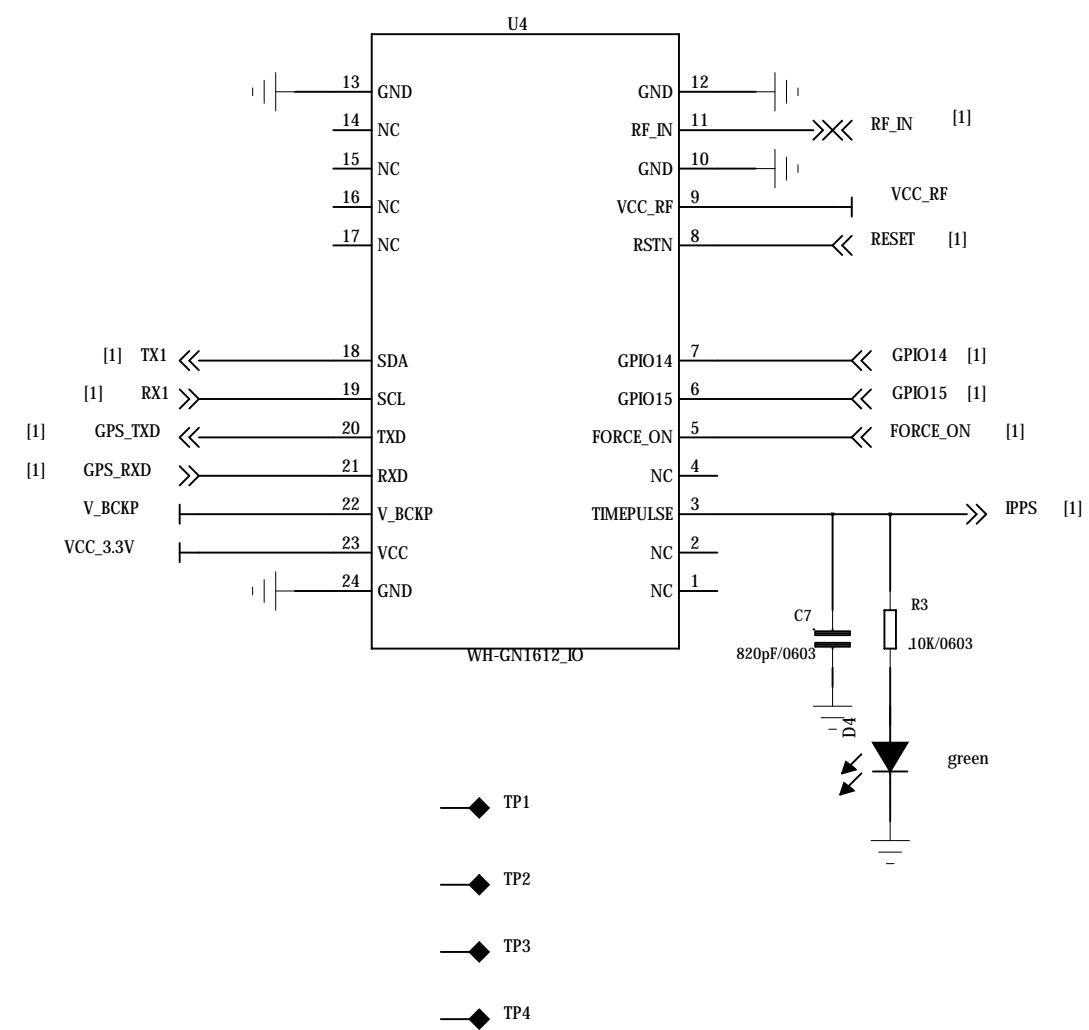 U4
13 GND GND 12
14 NC RF_IN 11 RF_IN [1]
15 NC GND 10
16 NC VCC_RF 9 VCC_RF
17 NC RSTN 8 RESET [1]
[1] TX1 18 SDA GPIO14 7 GPIO14 [1]
[1] RX1 19 SCL GPIO15 6 GPIO15 [1]
[1] GPS_TXD 20 TXD FORCE_ON 5 FORCE_ON [1]
[1] GPS_RXD 21 RXD NC 4
V_BCKP 22 V_BCKP TIMEPULSE 3 IPPS [1]
VCC_3.3V 23 VCC NC 2
24 GND NC 1
WH-GN1612_IO
C7
820pF/0603
R3
10K/0603
D4
green
TP1
TP2
TP3
TP4